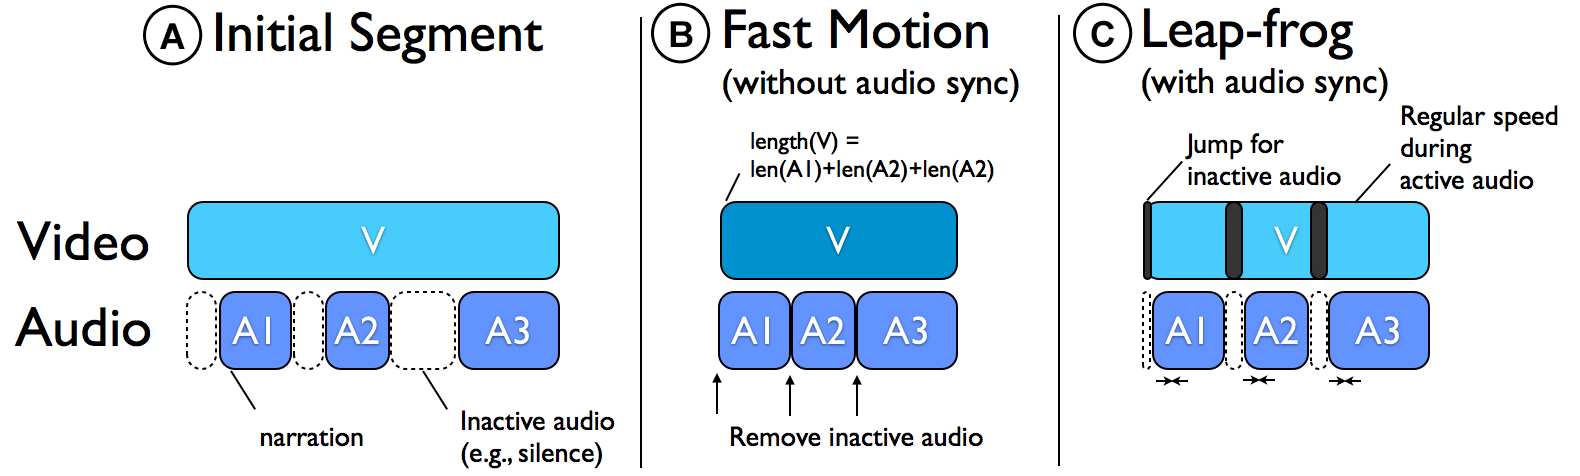 A Initial Segment
B Fast Motion
(without audio sync)
C Leap-frog
(with audio sync)
length(V) =
len(A1)+len(A2)+len(A2)
Jump for
inactive audio
Regular speed
during
active audio
Video
V
V
V
Audio
A1
A2
A3
A1
A2
A3
A1
A2
A3
narration
Inactive audio
(e.g., silence)
Remove inactive audio